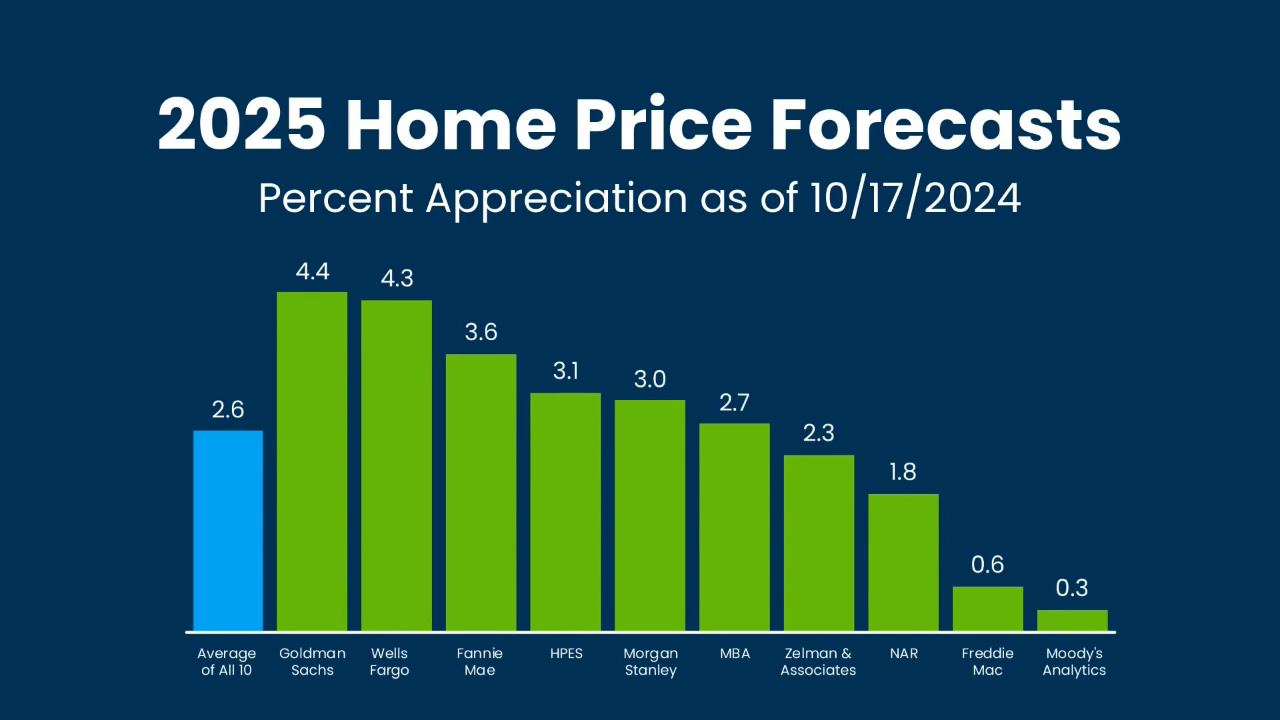 2025 Home Price Forecasts
Percent Appreciation as of 10/17/2024
4.4
4.3
3.6
3.1
3.0
2.7
2.6
2.3
1.8
0.6
0.3
Average
of All 10
Goldman
Sachs
Wells
Fargo
Fannie
Mae
HPES
Morgan
Stanley
MBA
Zelman &
Associates
NAR
Freddie
Mac
Moody's
Analytics